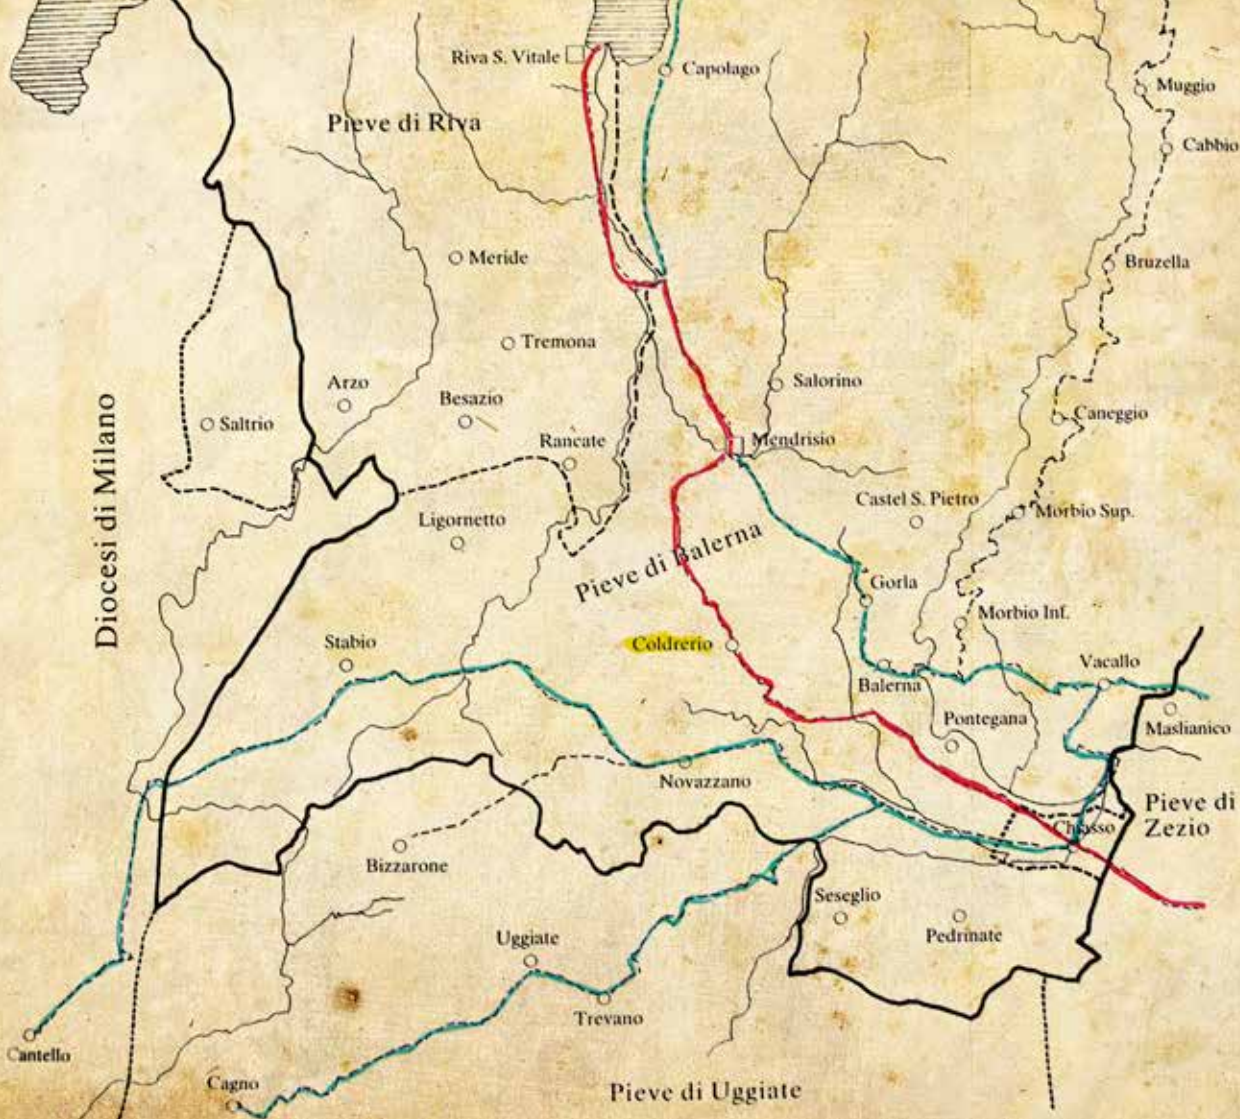 Riva S. Vitale
Capolago
Muggio
Pieve di Riva
Cabbio
Meride
Bruzella
Tremona
Arzo
Salorino
Besazio
Saltrio
Caneggio
Rancate
Mendrisio
Diocesi di Milano
Castel S. Pietro
Ligornetto
Morbio Sup.
Pieve di Balerna
Gorla
Morbio Inf.
Stabio
Coldrerio
Vacallo
Balerna
Pontegana
Maslianico
Novazzano
Pieve di
Zezio
Chiasso
Bizzarone
Seseglio
Pedrinate
Uggiate
Trevano
Cantello
Cagno
Pieve di Uggiate